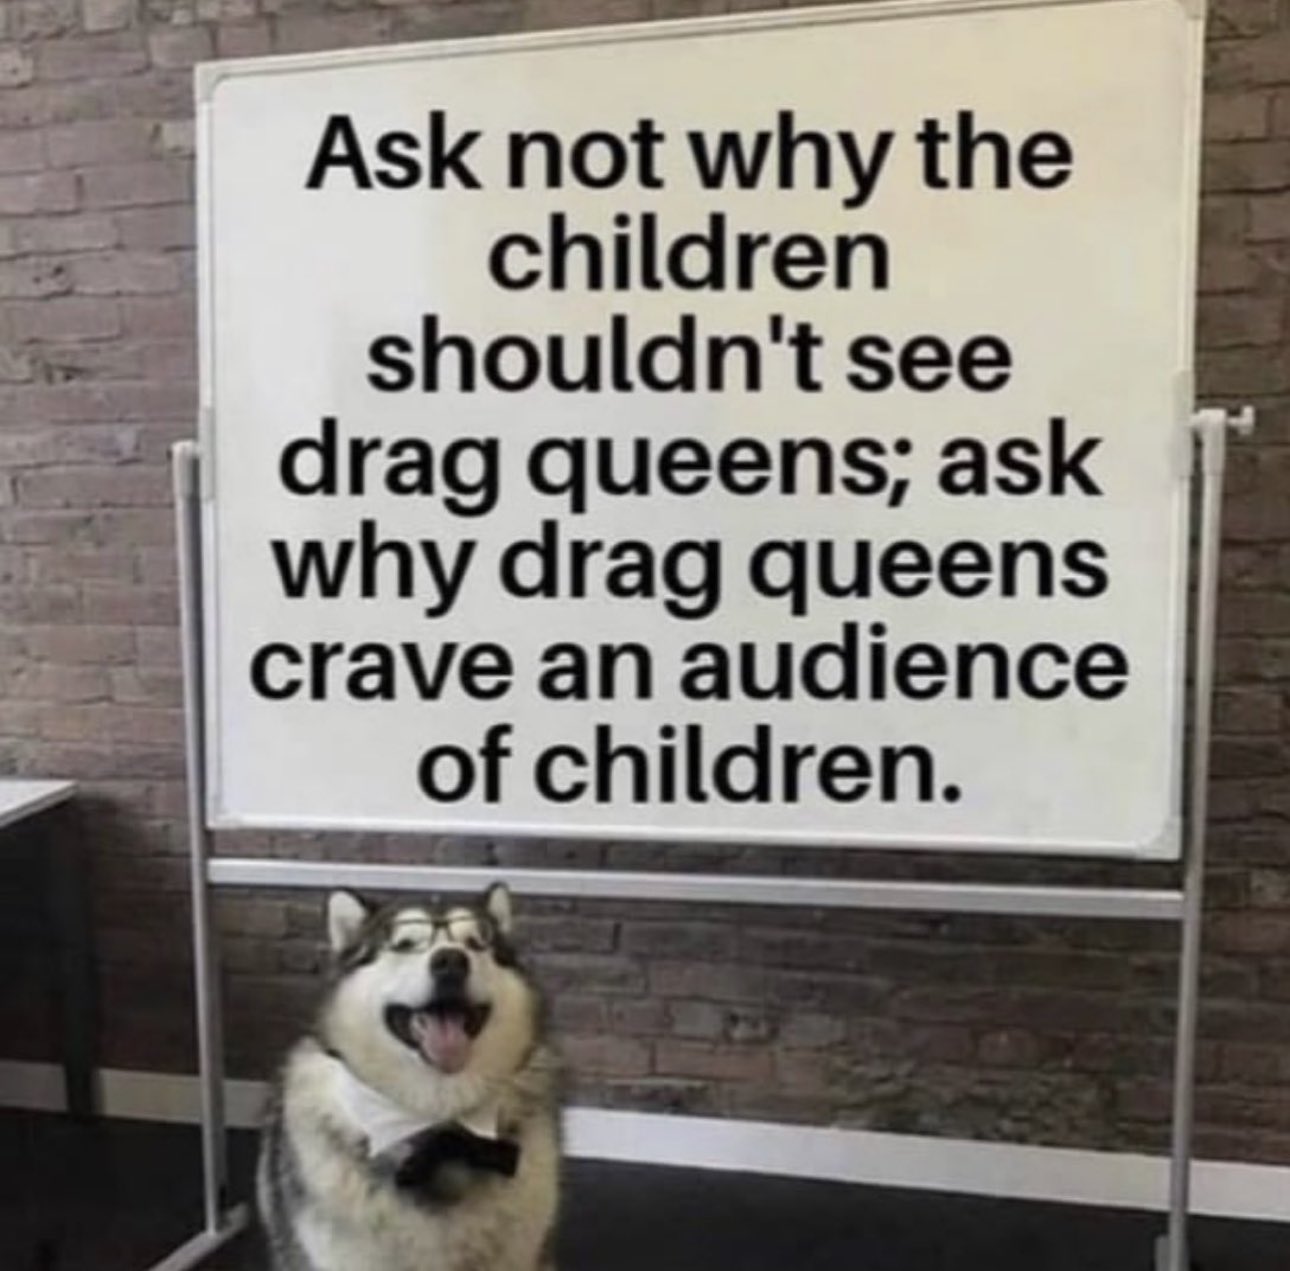 Ask not why the
children
shouldn't see
drag queens; ask
why drag queens
crave an audience
of children.